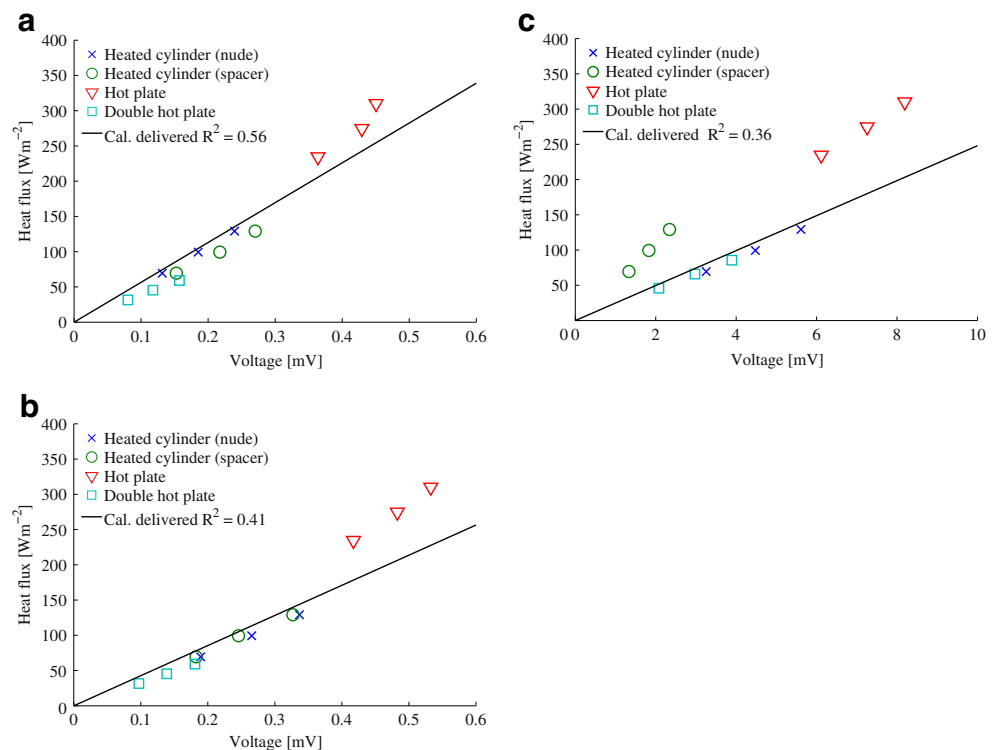 a
400
350
300
250
200
150
100
50
0
Heat flux [Wm⁻²]
× Heated cylinder (nude)
Heated cylinder (spacer)
Hot plate
Double hot plate
Cal. delivered R² = 0.56
0 0.1 0.2 0.3 0.4 0.5 0.6
Voltage [mV]
c
400
350
300
250
200
150
100
50
0
Heat flux [Wm⁻²]
× Heated cylinder (nude)
Heated cylinder (spacer)
Hot plate
Double hot plate
Cal. delivered R² = 0.36
0 2 4 6 8 10
Voltage [mV]
b
400
350
300
250
200
150
100
50
0
Heat flux [Wm⁻²]
× Heated cylinder (nude)
Heated cylinder (spacer)
Hot plate
Double hot plate
Cal. delivered R² = 0.41
0 0.1 0.2 0.3 0.4 0.5 0.6
Voltage [mV]